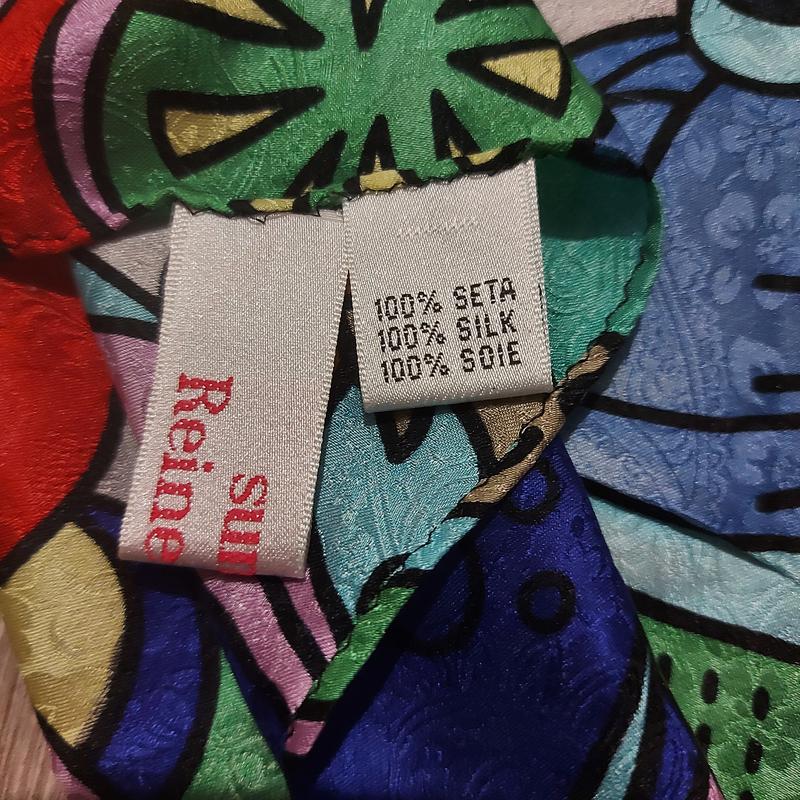 Reine
sun
100% SETA
100% SILK
100% SOIE